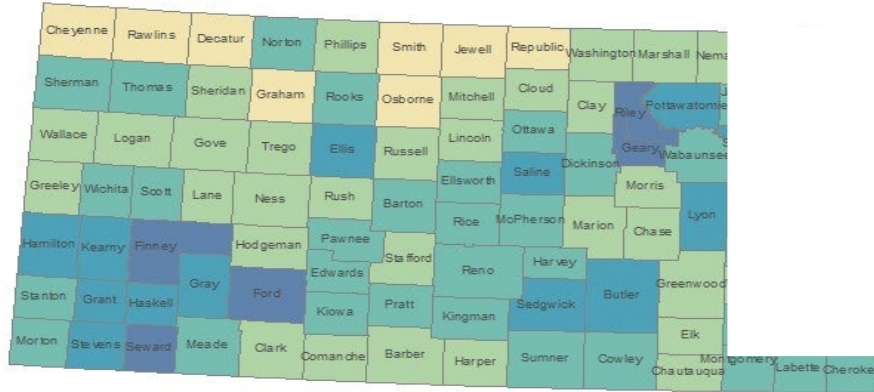 Cheyenne Rawlins Decatur Norton Phillips Smith Jewell Republic Washington Marshall Nema
Sherman Thomas Sheridan Graham Rooks Osborne Mitchell Cloud Clay Riley Pottawatomie
Wallace Logan Gove Trego Ellis Russell Lincoln Ottawa Saline Dickinson Geary Wabaunsee
Greeley Wichita Scott Lane Ness Rush Barton Ellsworth Rice McPherson Marion Morris Chase Lyon
Hamilton Kearny Finney Hodgeman Pawnee Stafford Reno Harvey
Stanton Grant Haskell Gray Ford Edwards Kiowa Pratt Kingman Sedgwick Butler Greenwood
Morton Stevens Seward Meade Clark Comanche Barber Harper Sumner Cowley Elk Chautauqua Montgomery Labette Cheroke